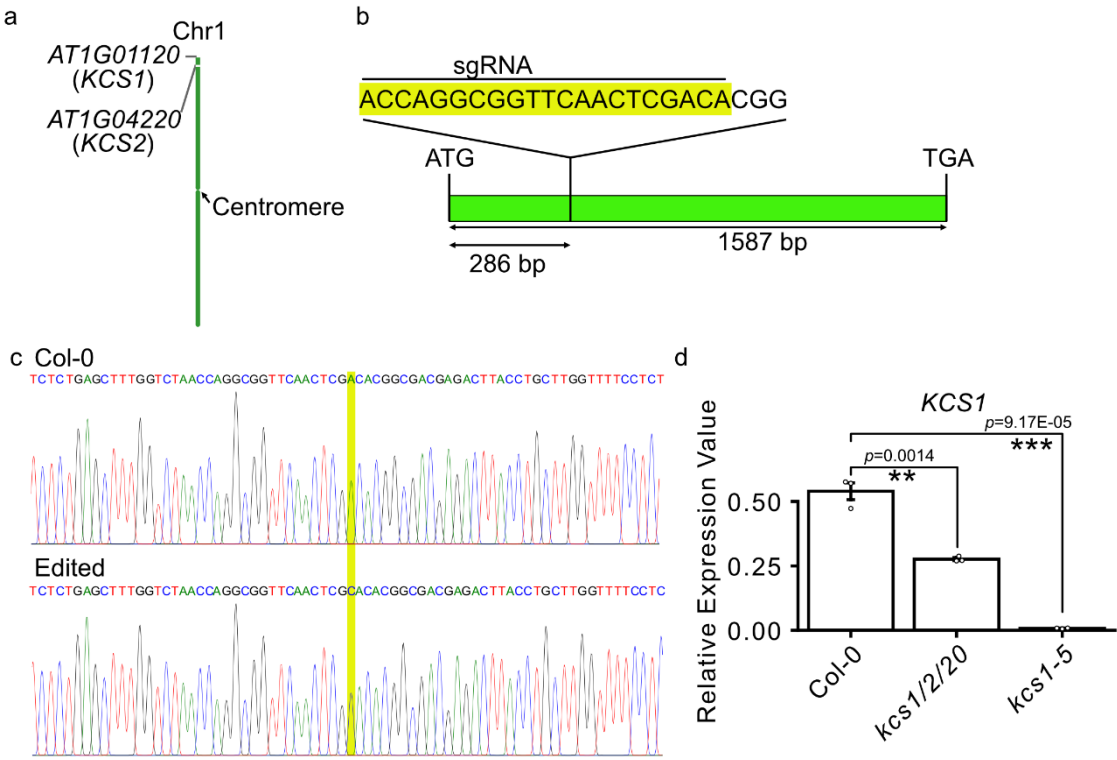 a
Chr1
AT1G01120
(KCS1)
AT1G04220
(KCS2)
Centromere
b
sgRNA
ACCAGGCGGTTCAACTCGACACGG
ATG
TGA
1587 bp
286 bp
c
Col-0
TCTCTGAGCTTTGGTCTAACCAGGCGGTTCAACTCGACACGGCGACGAGACTTACCTGCTTGGTTTTCCTCT
Edited
TCTCTGAGCTTTGGTCTAACCAGGCGGTTCAACTCGCACACGGCGACGAGACTTACCTGCTTGGTTTTCCTC
d
KCS1
p=9.17E-05
***
p=0.0014
**
Relative Expression Value
0.50
0.25
0.00
Col-0
kcs1/2/20
kcs1-5